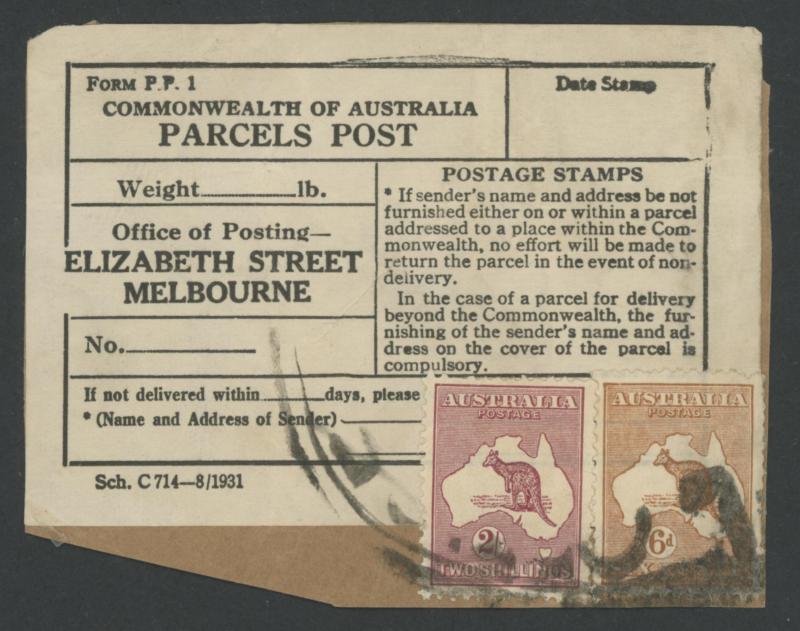 FORM P.P. 1
COMMONWEALTH OF AUSTRALIA
PARCELS POST
Date Stamp
Weight lb.
Office of Posting—
ELIZABETH STREET
MELBOURNE
No.
POSTAGE STAMPS
* If sender's name and address be not
furnished either on or within a parcel
addressed to a place within the Com-
monwealth, no effort will be made to
return the parcel in the event of non-
delivery.
In the case of a parcel for delivery
beyond the Commonwealth, the fur-
nishing of the sender's name and ad-
dress on the cover of the parcel is
compulsory.
If not delivered within days, please
* (Name and Address of Sender)
Sch. C 714—8/1931
AUSTRALIA
POSTAGE
2/-
TWO SHILLINGS
AUSTRALIA
POSTAGE
6d